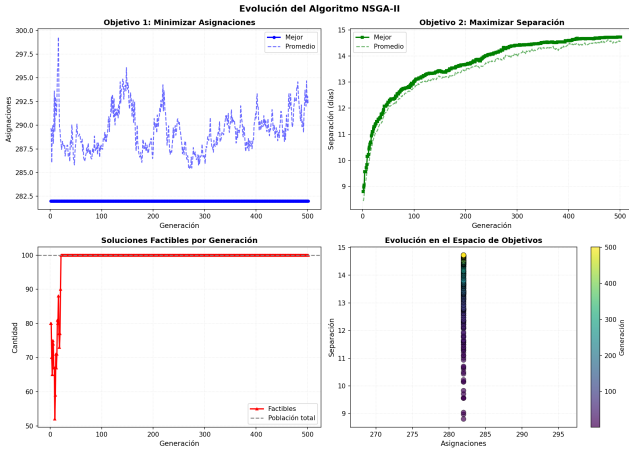 Evolución del Algoritmo NSGA-II
Objetivo 1: Minimizar Asignaciones
300.0
297.5
295.0
292.5
290.0
287.5
285.0
282.5
Asignaciones
Mejor
Promedio
0
100
200
300
400
500
Generación
Objetivo 2: Maximizar Separación
15
14
13
12
11
10
9
Separación (días)
Mejor
Promedio
0
100
200
300
400
500
Generación
Soluciones Factibles por Generación
100
90
80
70
60
50
Cantidad
Factibles
Población total
0
100
200
300
400
500
Generación
Evolución en el Espacio de Objetivos
15
14
13
12
11
10
9
Separación
270
275
280
285
290
295
Asignaciones
500
400
300
200
100
Generación